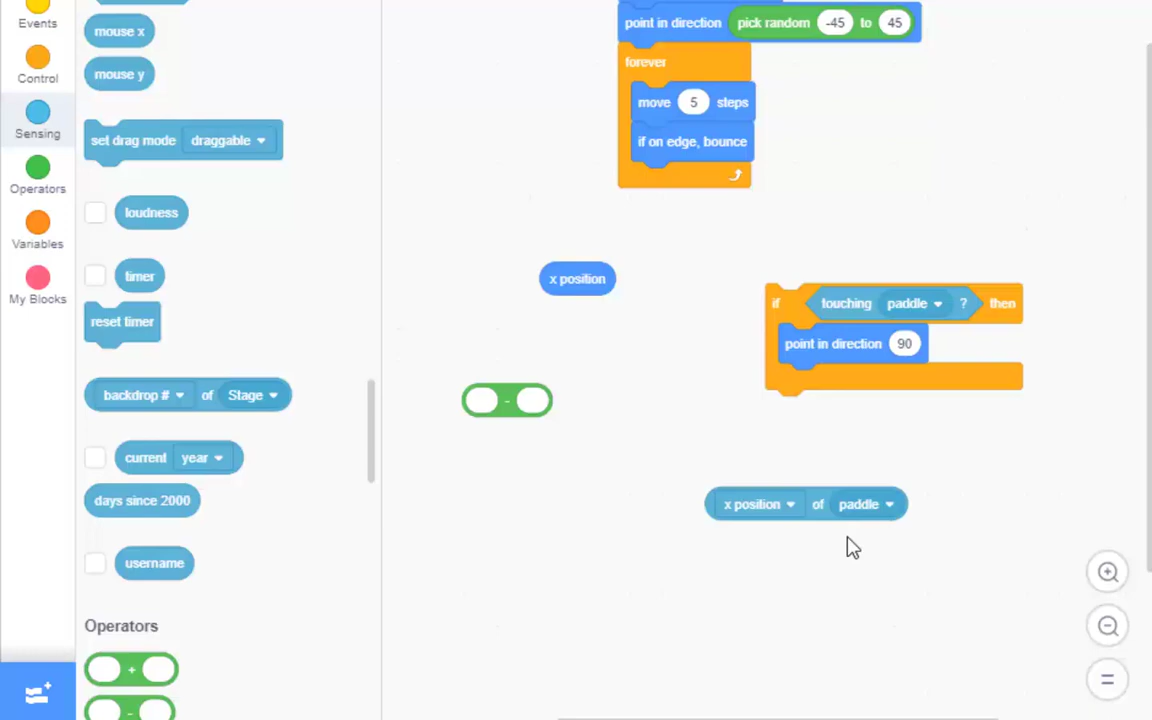 Events
Control
Sensing
Operators
Variables
My Blocks
mouse x
mouse y
set drag mode draggable
loudness
timer
reset timer
backdrop # of Stage
current year
days since 2000
username
Operators
+
-
point in direction pick random -45 to 45
forever
move 5 steps
if on edge, bounce
x position
if touching paddle ? then
point in direction 90
-
x position of paddle